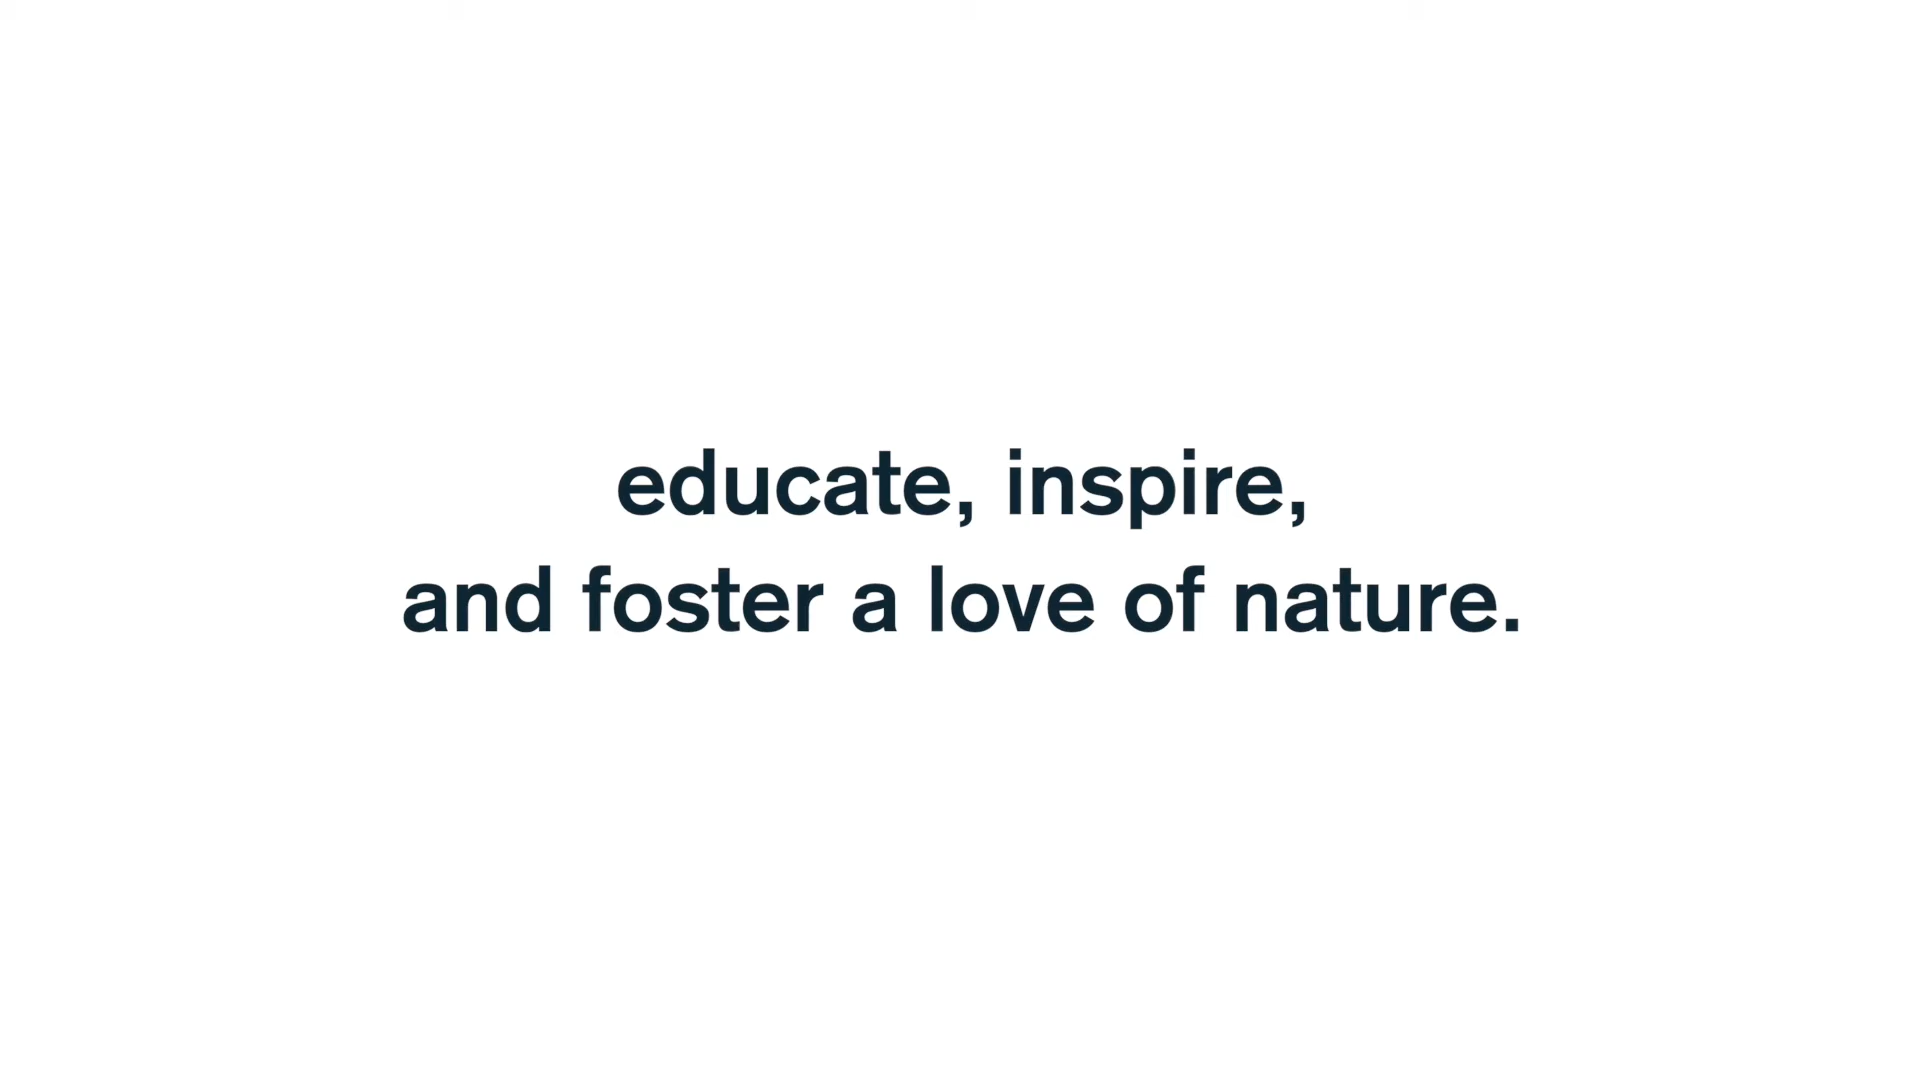 educate, inspire,
and foster a love of nature.